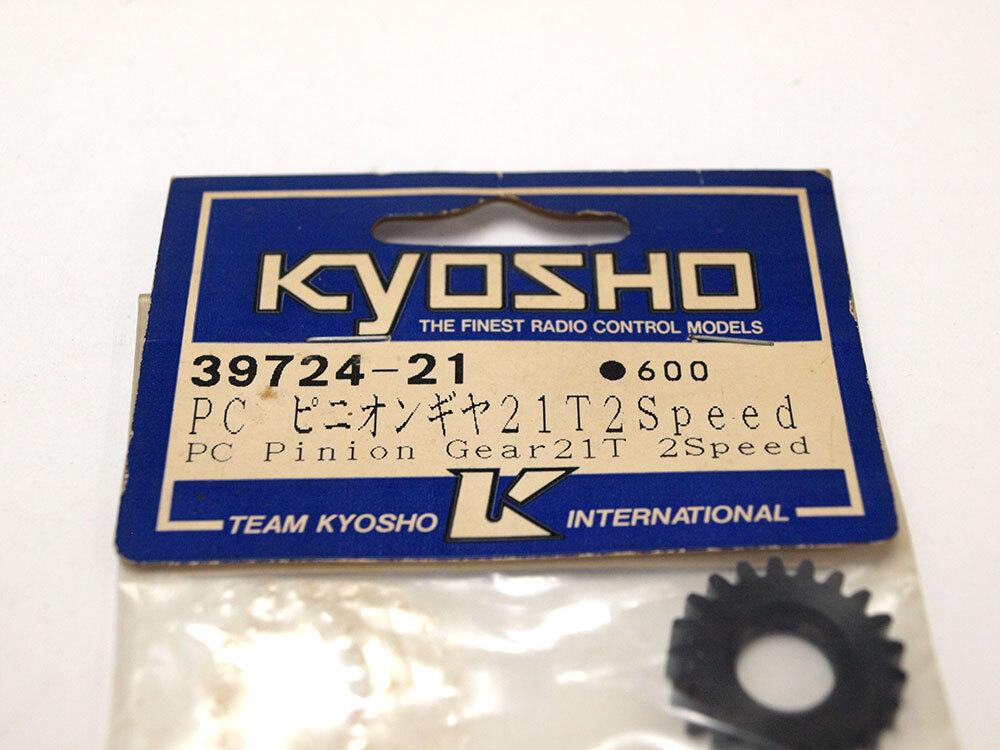 KYOSHO
THE FINEST RADIO CONTROL MODELS
39724-21 ●600
PC ピニオンギヤ21T2Speed
PC Pinion Gear21T 2Speed
TEAM KYOSHO K INTERNATIONAL